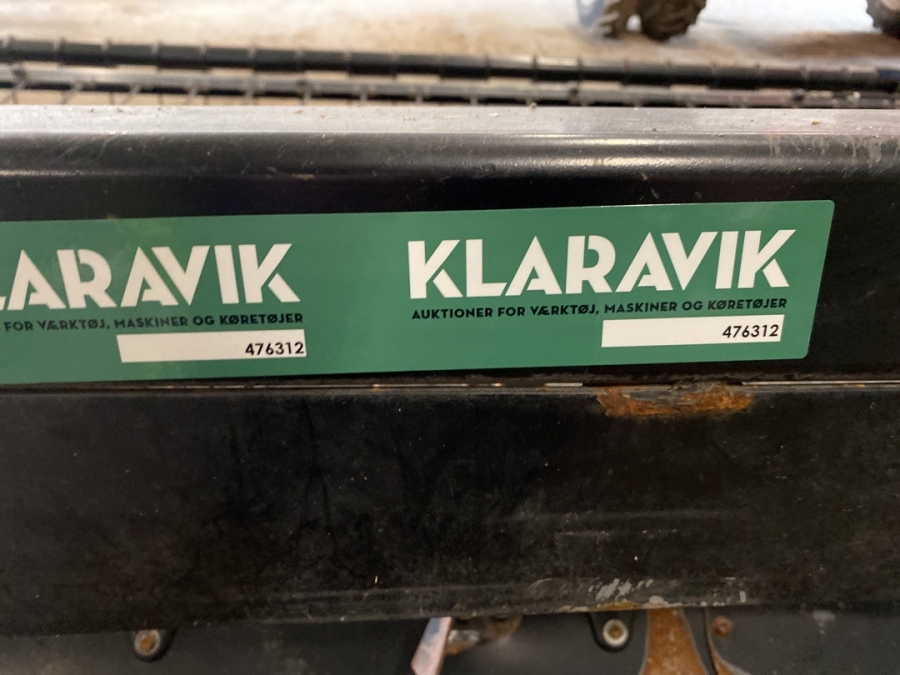 LARAVIK
FOR VÆRKTØJ, MASKINER OG KØRETØJER
476312
KLARAVIK
AUKTIONER FOR VÆRKTØJ, MASKINER OG KØRETØJER
476312